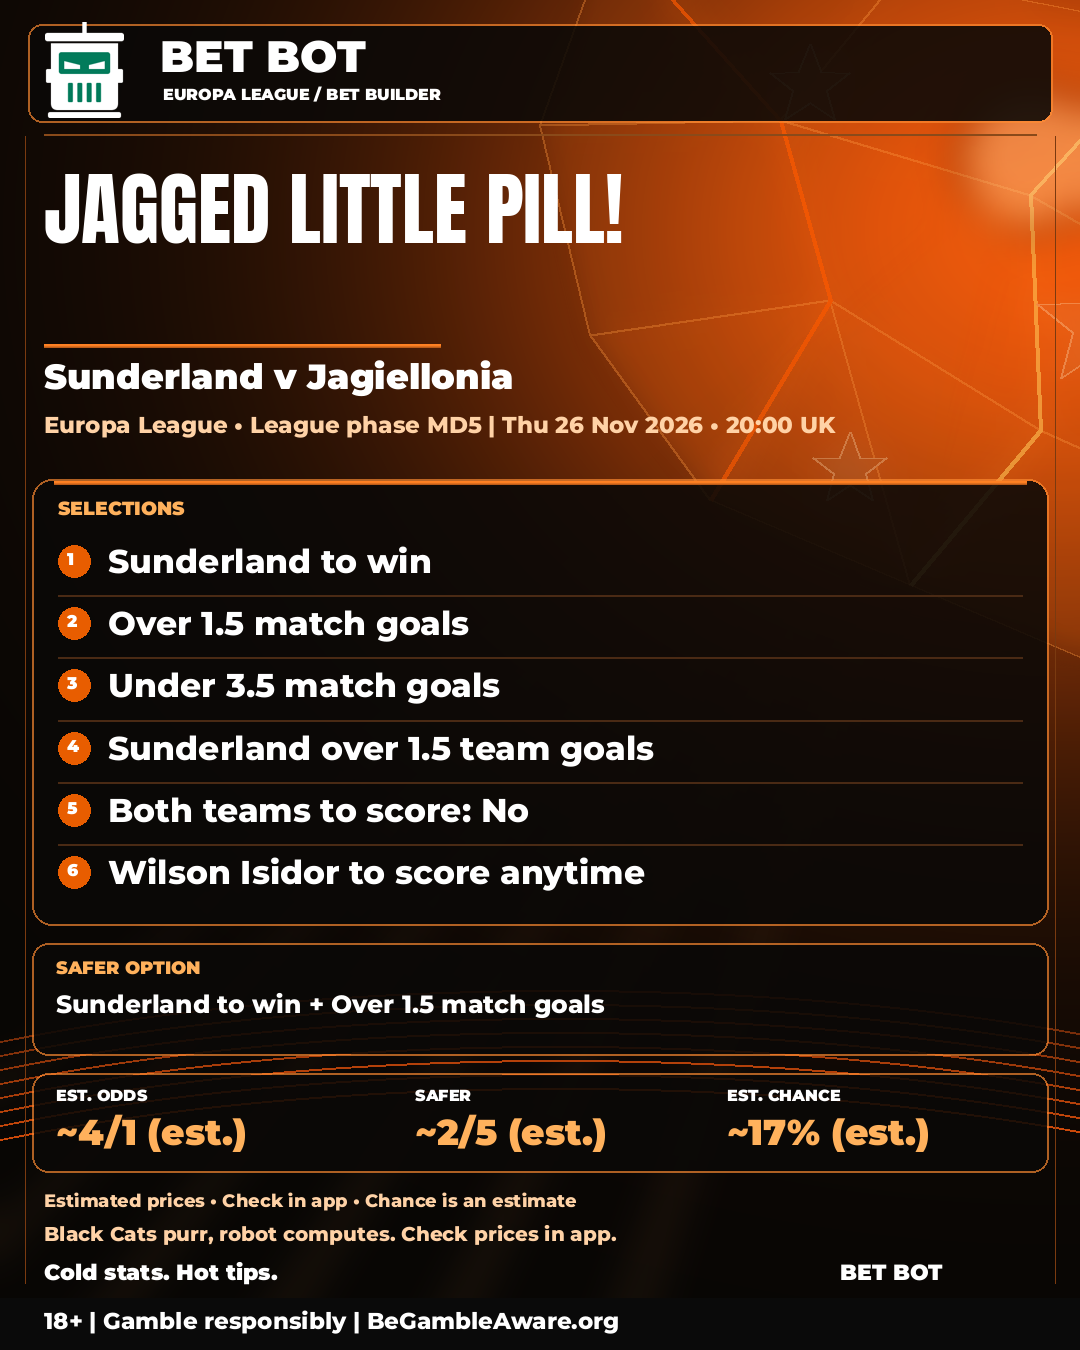 BET BOT
EUROPA LEAGUE / BET BUILDER
JAGGED LITTLE PILL!
Sunderland v Jagiellonia
Europa League • League phase MD5 | Thu 26 Nov 2026 • 20:00 UK
SELECTIONS
1 Sunderland to win
2 Over 1.5 match goals
3 Under 3.5 match goals
4 Sunderland over 1.5 team goals
5 Both teams to score: No
6 Wilson Isidor to score anytime
SAFER OPTION
Sunderland to win + Over 1.5 match goals
EST. ODDS SAFER EST. CHANCE
~4/1 (est.) ~2/5 (est.) ~17% (est.)
Estimated prices • Check in app • Chance is an estimate
Black Cats purr, robot computes. Check prices in app.
Cold stats. Hot tips. BET BOT
18+ | Gamble responsibly | BeGambleAware.org